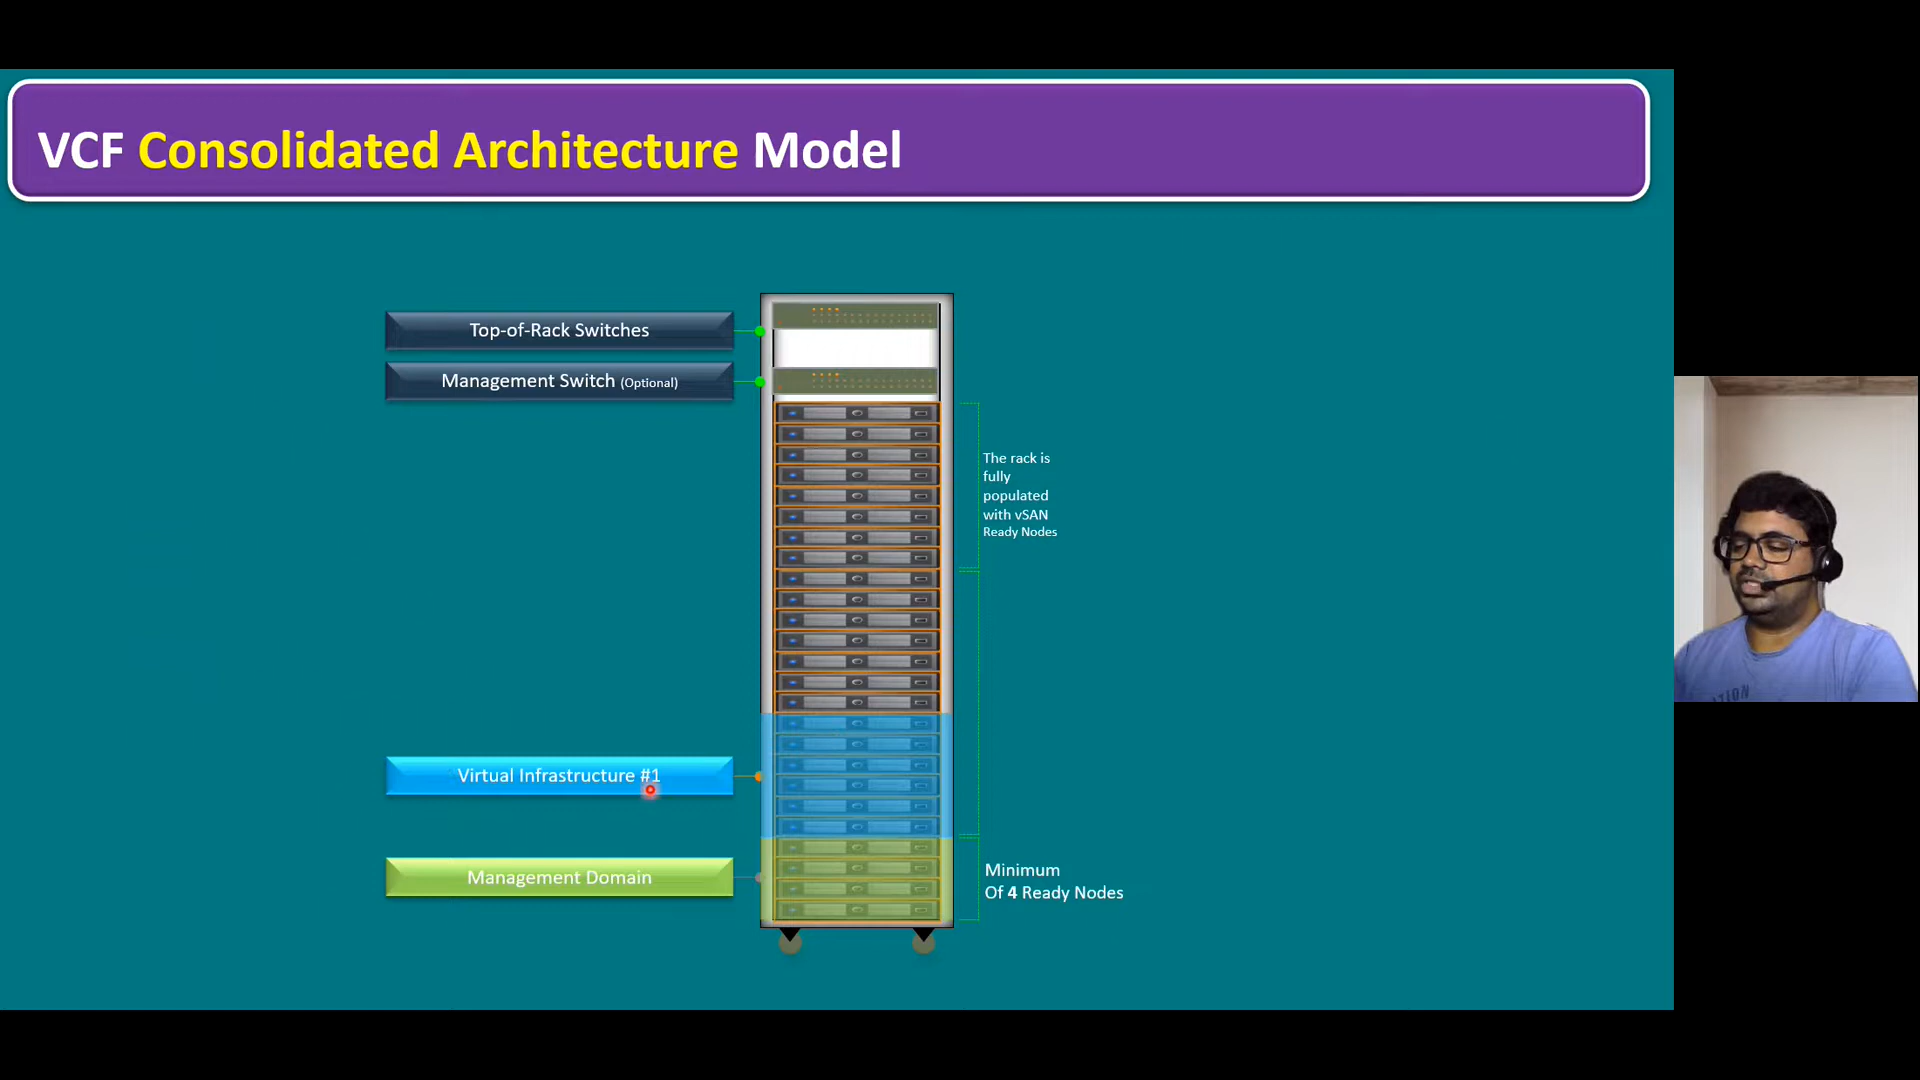 VCF Consolidated Architecture Model
Top-of-Rack Switches
Management Switch (Optional)
The rack is
fully
populated
with vSAN
Ready Nodes
Virtual Infrastructure #1
Management Domain
Minimum
Of 4 Ready Nodes